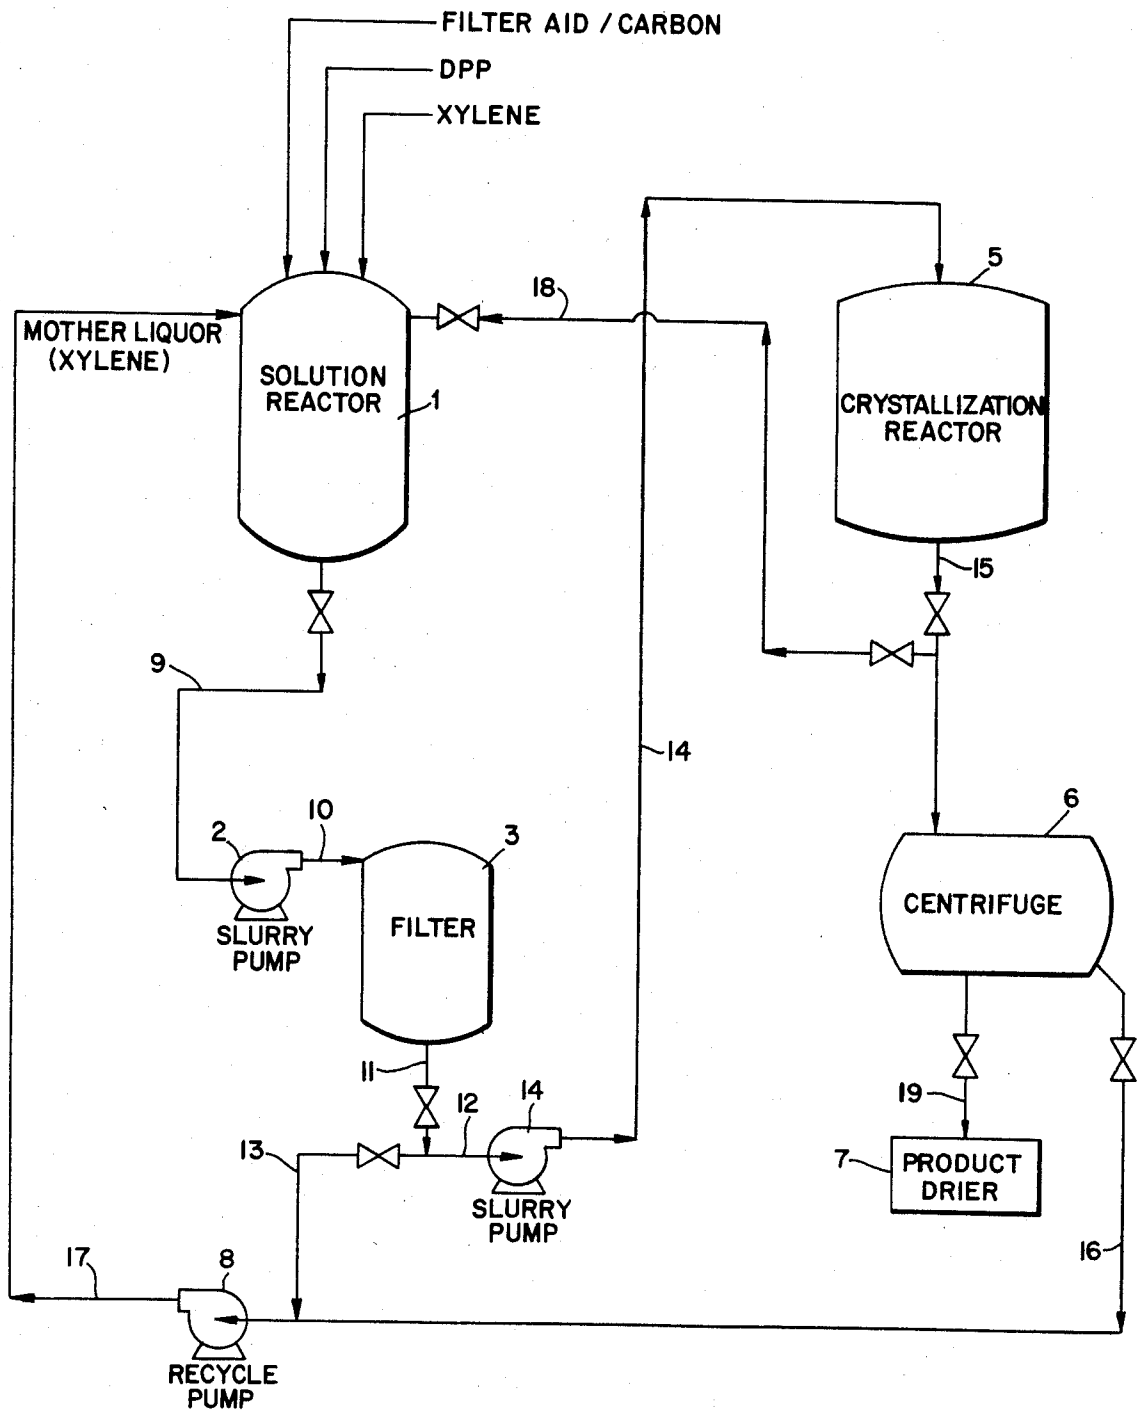 FILTER AID / CARBON
DPP
XYLENE
5
18
MOTHER LIQUOR
(XYLENE)
SOLUTION
REACTOR
1
CRYSTALLIZATION
REACTOR
15
9
14
6
10
2
3
CENTRIFUGE
FILTER
SLURRY
PUMP
11
19
12
14
13
7
PRODUCT
DRIER
SLURRY
PUMP
16
17
8
RECYCLE
PUMP